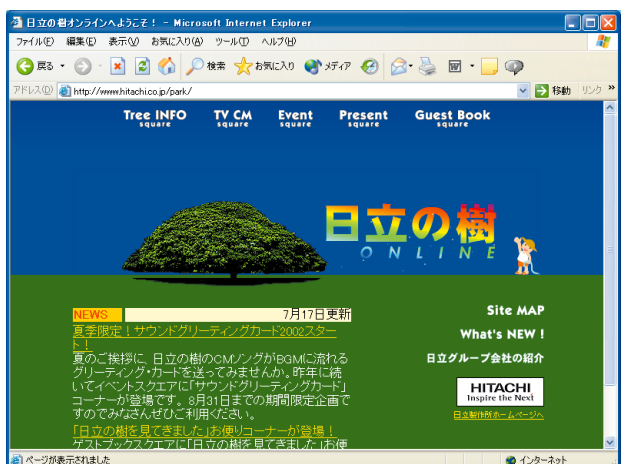 日立の樹オンラインへようこそ！ - Microsoft Internet Explorer
ファイル(F) 編集(E) 表示(V) お気に入り(A) ツール(T) ヘルプ(H)
戻る 検索 お気に入り メディア
アドレス(D) http://www.hitachi.co.jp/park/ 移動 リンク »
Tree INFO TV CM Event Present Guest Book
square square square square square
日立の樹
ONLINE
NEWS 7月17日更新
夏季限定！サウンドグリーティングカード2002スター
ト！
夏のご挨拶に、日立の樹のCMソングがBGMに流れる
グリーティング・カードを送ってみませんか。昨年に続
いてイベントスクエアに「サウンドグリーティングカード」
コーナーが登場です。8月31日までの期間限定企画で
すのでみなさんぜひご利用ください。
「日立の樹を見てきました」お便りコーナーが登場！
ゲストブックスクエアに「日立の樹を見てきました」お便
Site MAP
What's NEW !
日立グループ会社の紹介
HITACHI
Inspire the Next
日立製作所ホームページへ
ページが表示されました インターネット